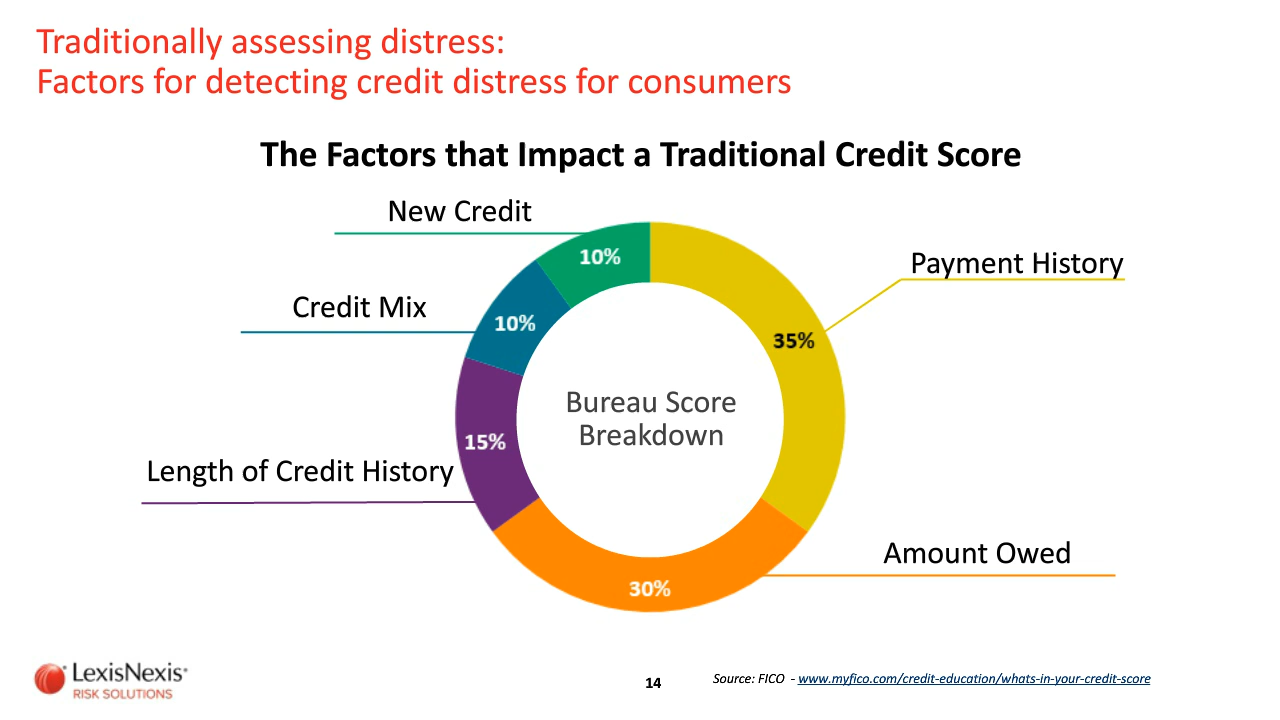 Traditionally assessing distress:
Factors for detecting credit distress for consumers
The Factors that Impact a Traditional Credit Score
New Credit
10%
Payment History
Credit Mix
10%
35%
Bureau Score
Breakdown
15%
Length of Credit History
Amount Owed
30%
LexisNexis®
RISK SOLUTIONS
14
Source: FICO - www.myfico.com/credit-education/whats-in-your-credit-score